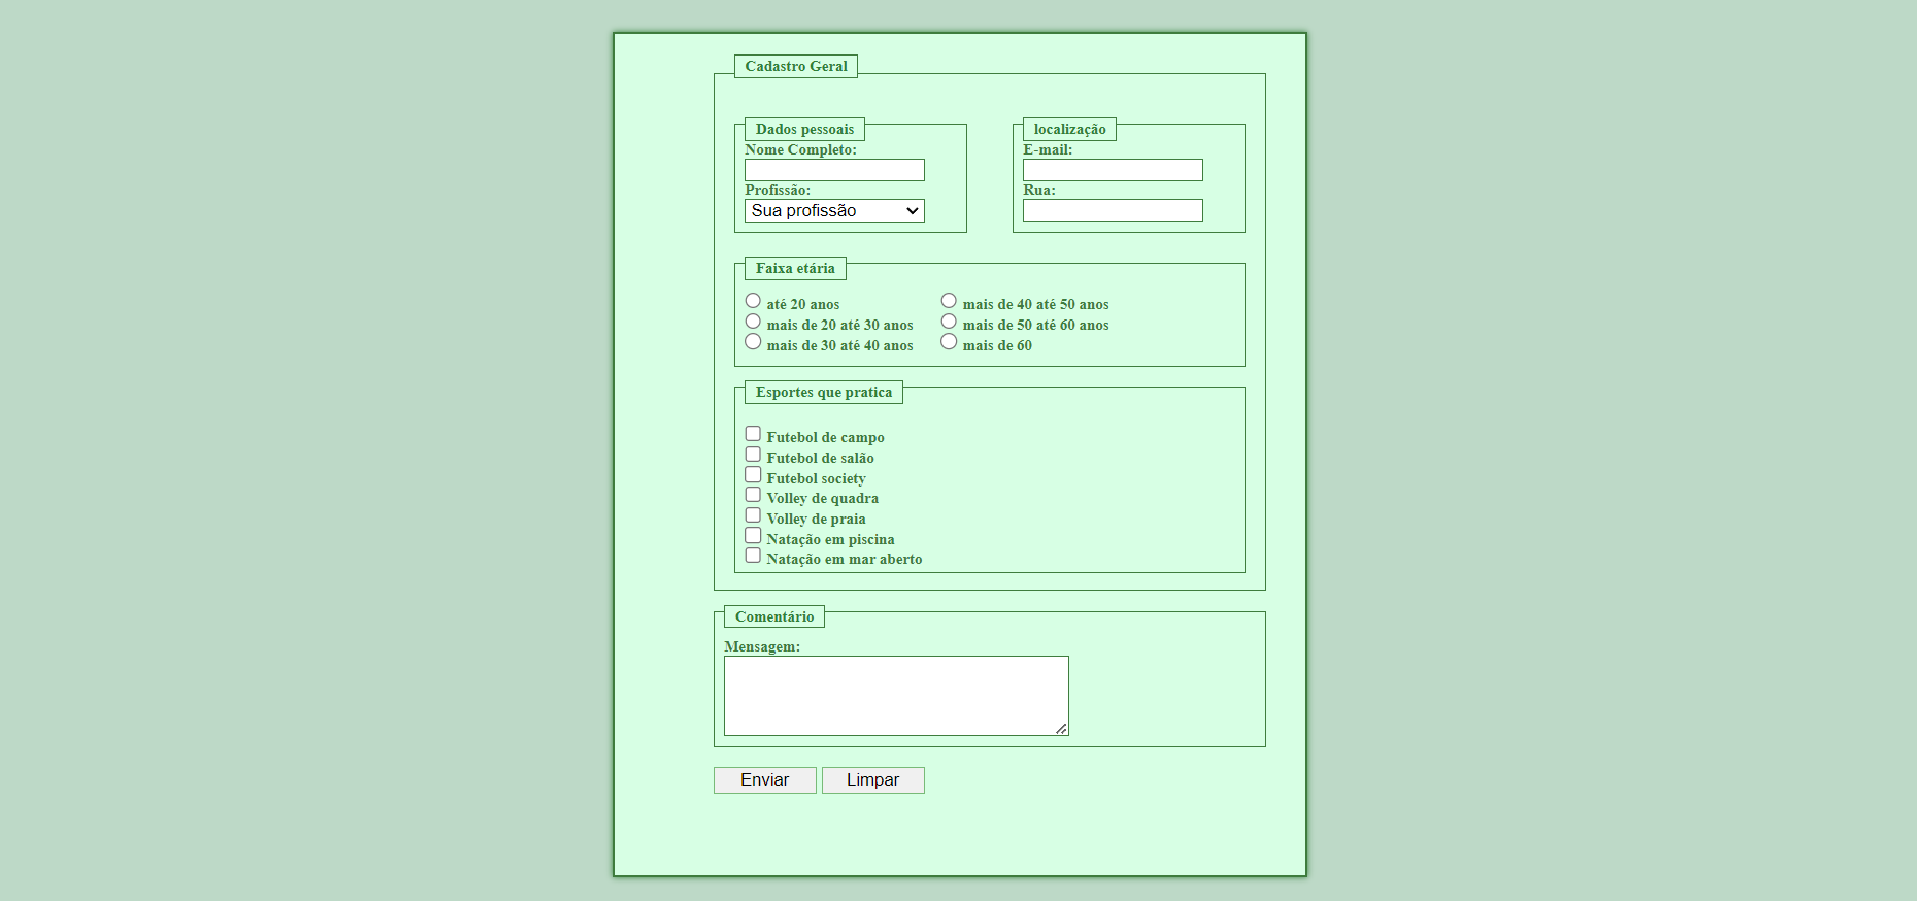 Cadastro Geral
Dados pessoais
Nome Completo:
Profissão:
Sua profissão
localização
E-mail:
Rua:
Faixa etária
até 20 anos
mais de 20 até 30 anos
mais de 30 até 40 anos
mais de 40 até 50 anos
mais de 50 até 60 anos
mais de 60
Esportes que pratica
Futebol de campo
Futebol de salão
Futebol society
Volley de quadra
Volley de praia
Natação em piscina
Natação em mar aberto
Comentário
Mensagem:
Enviar
Limpar